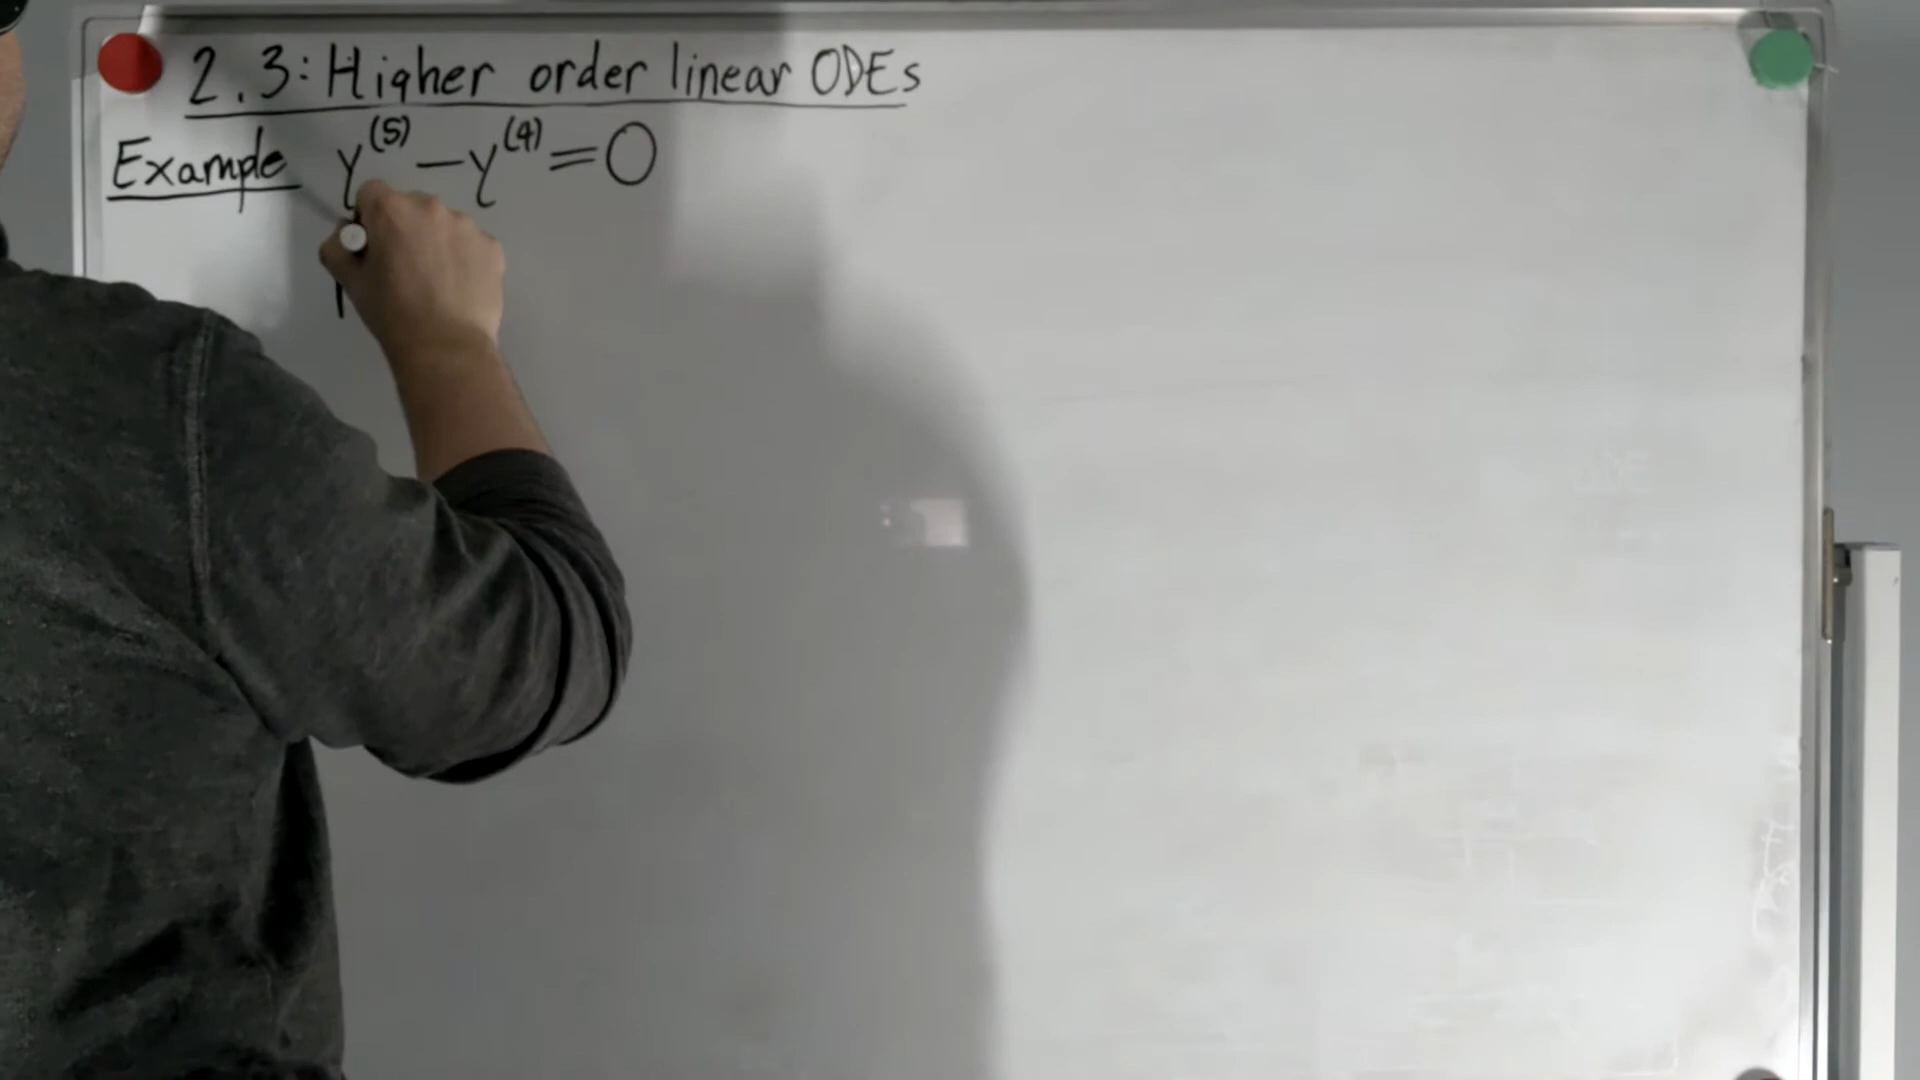 2.3: Higher order linear ODEs
Example y^(5) - y^(4) = 0